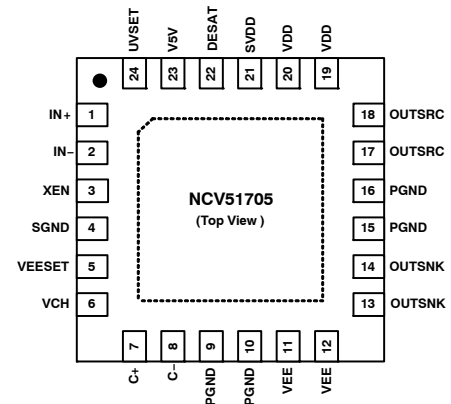 UVSET
V5V
DESAT
SVDD
VDD
VDD
24
23
22
21
20
19
IN+ 1
IN− 2
XEN 3
SGND 4
VEESET 5
VCH 6
18 OUTSRC
17 OUTSRC
16 PGND
15 PGND
14 OUTSNK
13 OUTSNK
NCV51705
(Top View )
7
8
9
10
11
12
C+
C−
PGND
PGND
VEE
VEE